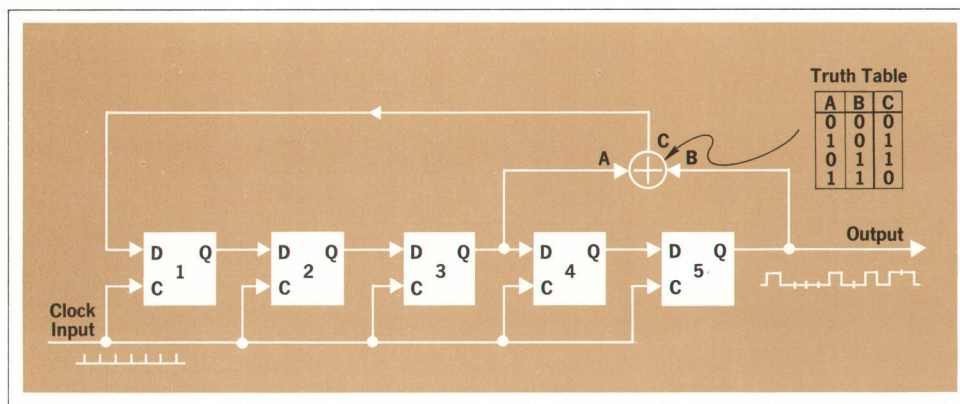 Truth Table
A B C
0 0 0
1 0 1
0 1 1
1 1 0
C
A
B
D Q
1
C
D Q
2
C
D Q
3
C
D Q
4
C
D Q
5
C
Output
Clock
Input